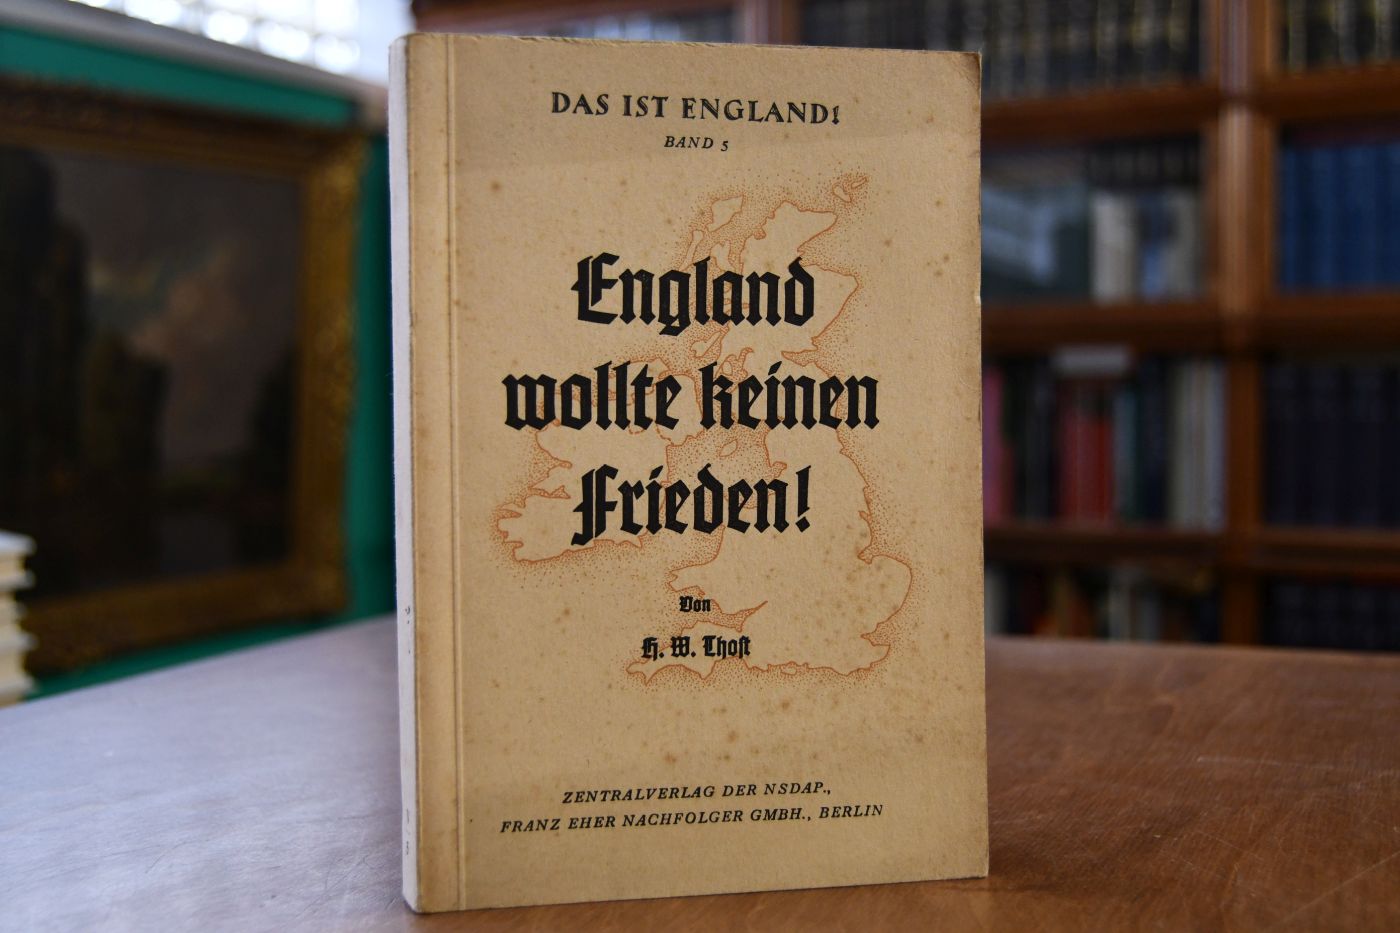 DAS IST ENGLAND!
BAND 5
England
wollte keinen
Frieden!
Von
H. W. Thost
ZENTRALVERLAG DER NSDAP.,
FRANZ EHER NACHFOLGER GMBH., BERLIN